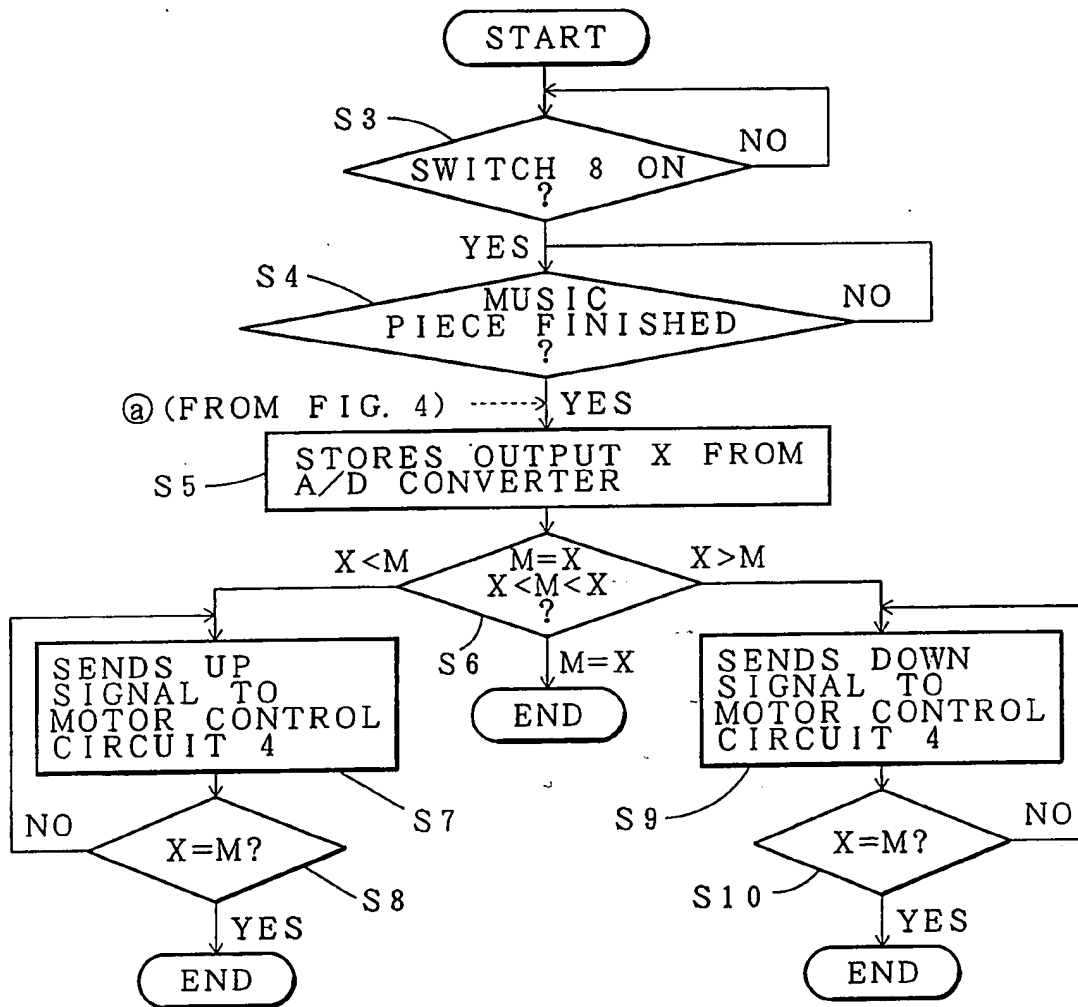 START
S3
SWITCH 8 ON
?
NO
YES
S4
MUSIC
PIECE FINISHED
?
NO
ⓐ (FROM FIG. 4)
YES
S5
STORES OUTPUT X FROM
A/D CONVERTER
X<M
M=X
X<M<X
?
X>M
S6
M=X
END
SENDS UP
SIGNAL TO
MOTOR CONTROL
CIRCUIT 4
S7
NO
X=M?
S8
YES
END
SENDS DOWN
SIGNAL TO
MOTOR CONTROL
CIRCUIT 4
S9
NO
X=M?
S10
YES
END